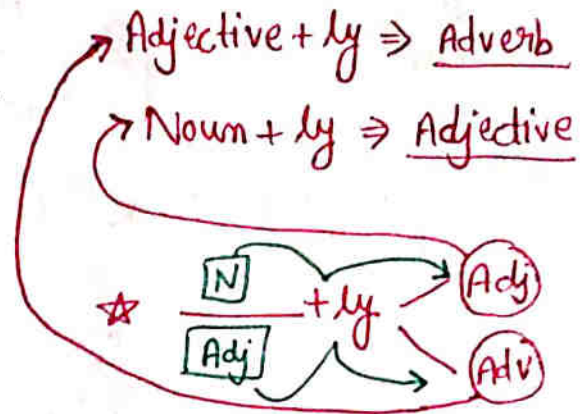 Adjective + ly ⇒ Adverb
Noun + ly ⇒ Adjective
N Adj
☆ + ly
Adj Adv